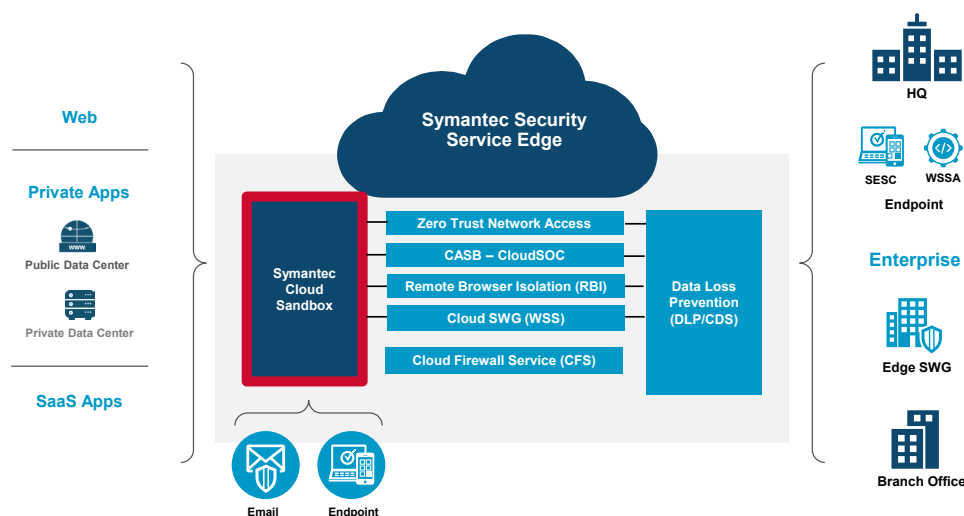 Web
Private Apps
www.
Public Data Center
Private Data Center
SaaS Apps
Symantec Security
Service Edge
Symantec
Cloud
Sandbox
Zero Trust Network Access
CASB – CloudSOC
Remote Browser Isolation (RBI)
Cloud SWG (WSS)
Cloud Firewall Service (CFS)
Data Loss
Prevention
(DLP/CDS)
Email
Endpoint
HQ
SESC
WSSA
Endpoint
Enterprise
Edge SWG
Branch Office